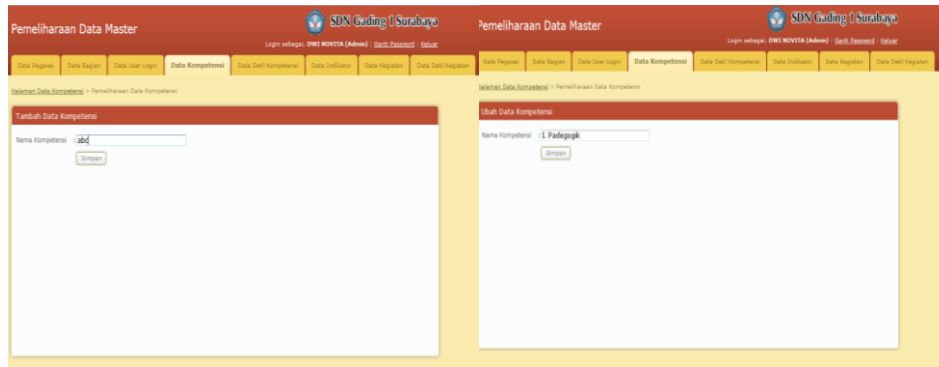 Pemeliharaan Data Master
SDN Gading 1 Surabaya
Login sebagai, DWI NOVITA (Admin) | Ganti Password | Keluar
Data Pegawai Data Bagian Data User Login Data Kompetensi Data Detil Kompetensi Data Indikator Data Kegiatan Data Detil Kegiatan
Halaman Data Kompetensi > Pemeliharaan Data Kompetensi
Tambah Data Kompetensi
Nama Kompetensi : abc
Simpan
Pemeliharaan Data Master
SDN Gading 1 Surabaya
Login sebagai, DWI NOVITA (Admin) | Ganti Password | Keluar
Data Pegawai Data Bagian Data User Login Data Kompetensi Data Detil Kompetensi Data Indikator Data Kegiatan Data Detil Kegiatan
Halaman Data Kompetensi > Pemeliharaan Data Kompetensi
Ubah Data Kompetensi
Nama Kompetensi : 1. Padegogik
Simpan